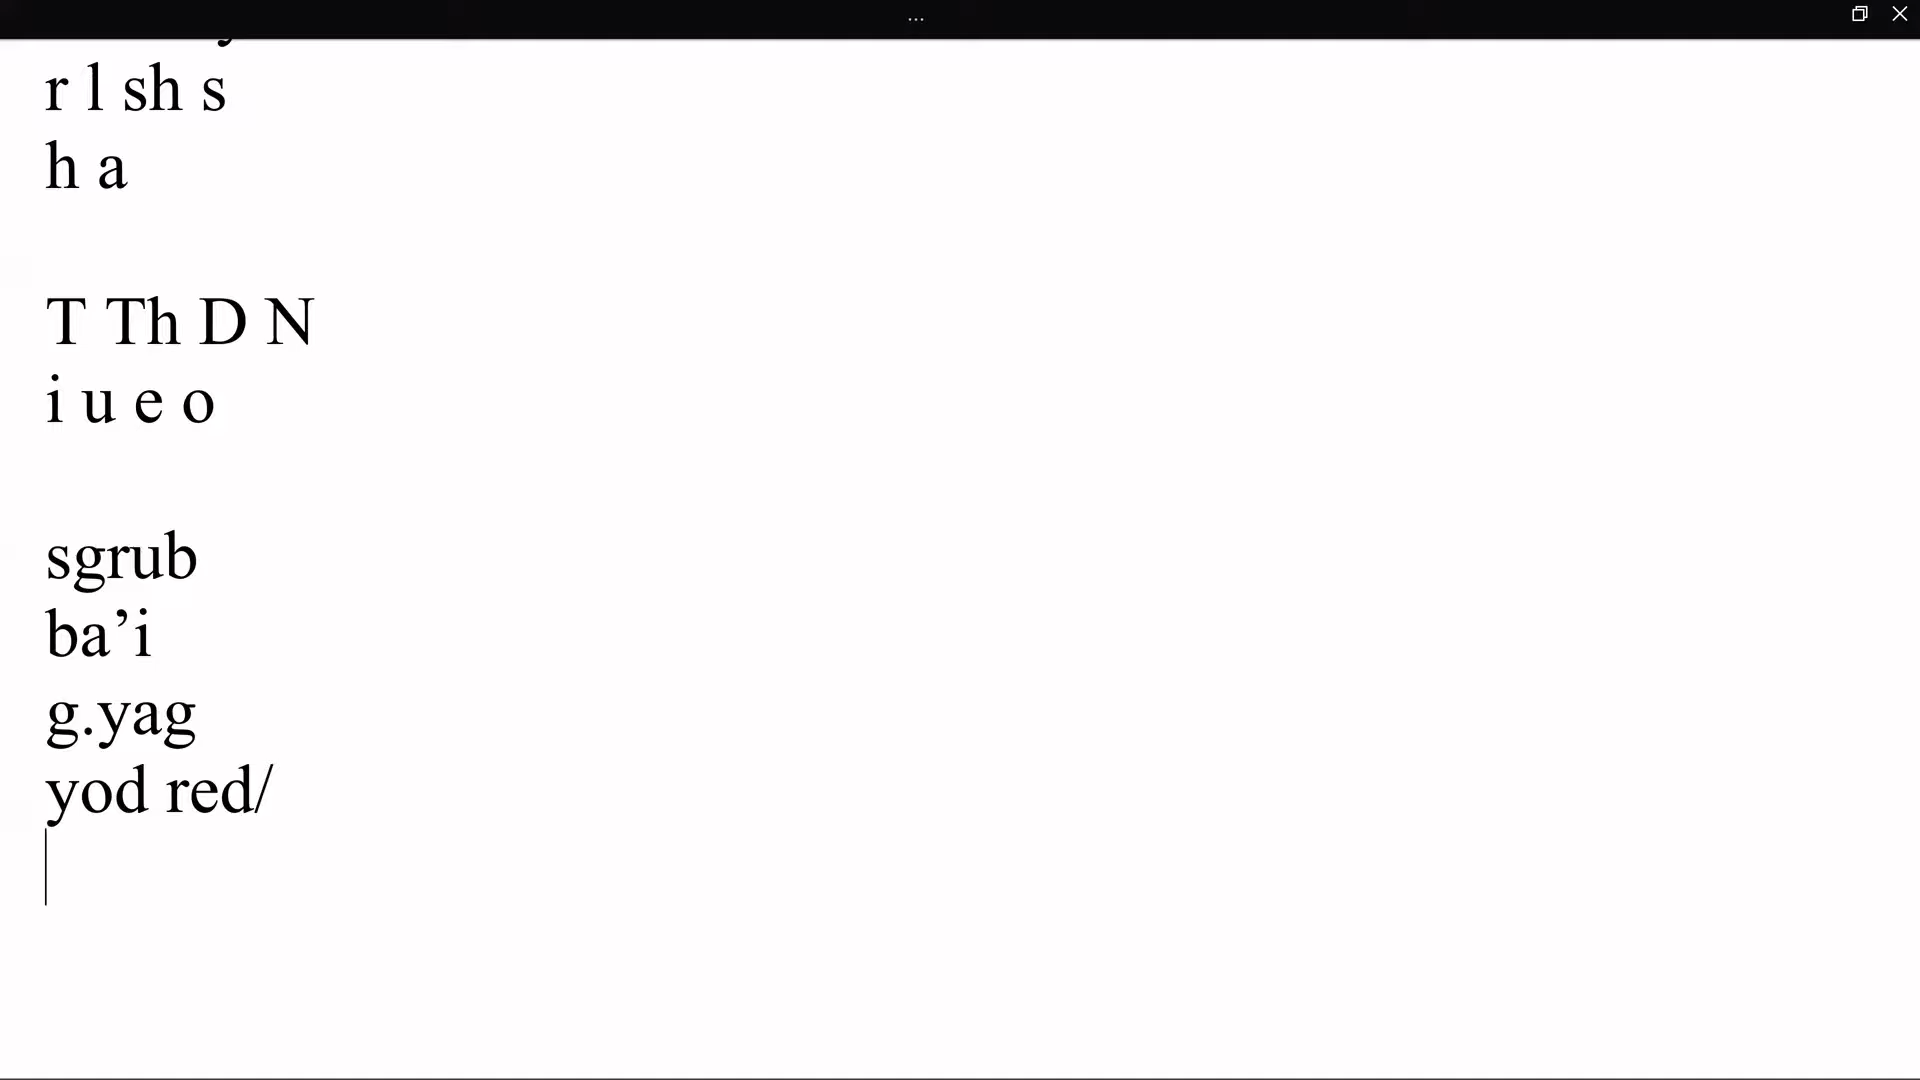 r l sh s
h a
T Th D N
i u e o
sgrub
ba’i
g.yag
yod red/